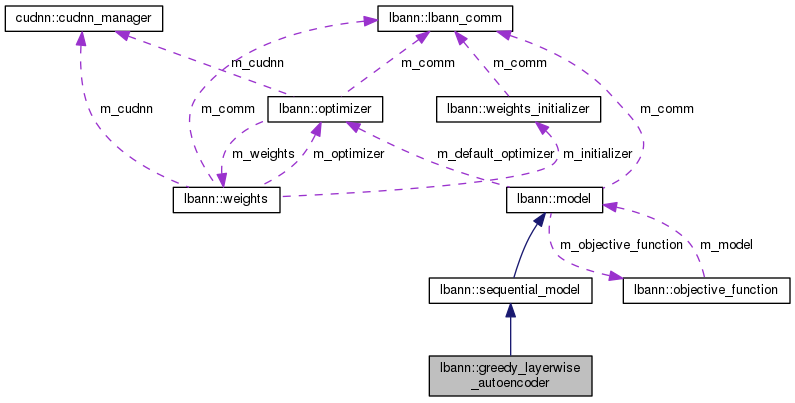 cudnn::cudnn_manager
lbann::lbann_comm
m_cudnn
m_comm
m_comm
m_cudnn
m_comm
lbann::optimizer
lbann::weights_initializer
m_comm
m_weights
m_optimizer
m_default_optimizer
m_initializer
lbann::weights
lbann::model
m_objective_function
m_model
lbann::sequential_model
lbann::objective_function
lbann::greedy_layerwise
_autoencoder